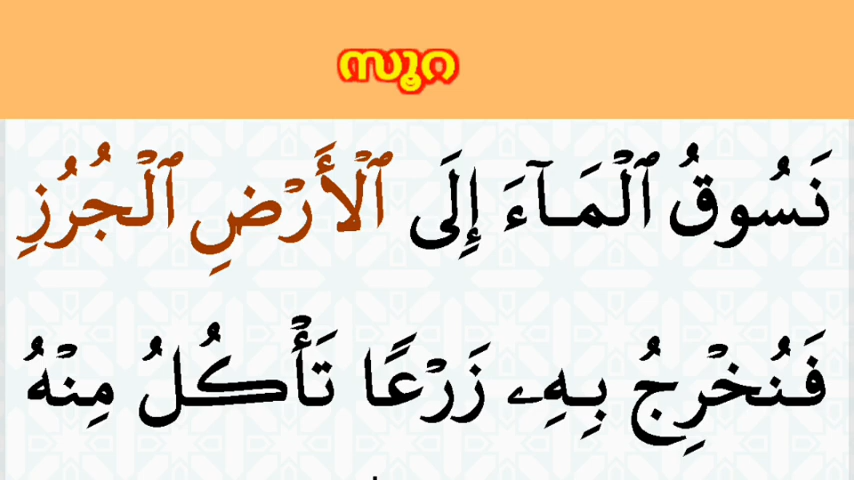 സൂറ
نَسُوقُ ٱلْمَآءَ إِلَى ٱلْأَرْضِ ٱلْجُرُزِ
فَنُخْرِجُ بِهِۦ زَرْعًا تَأْكُلُ مِنْهُ